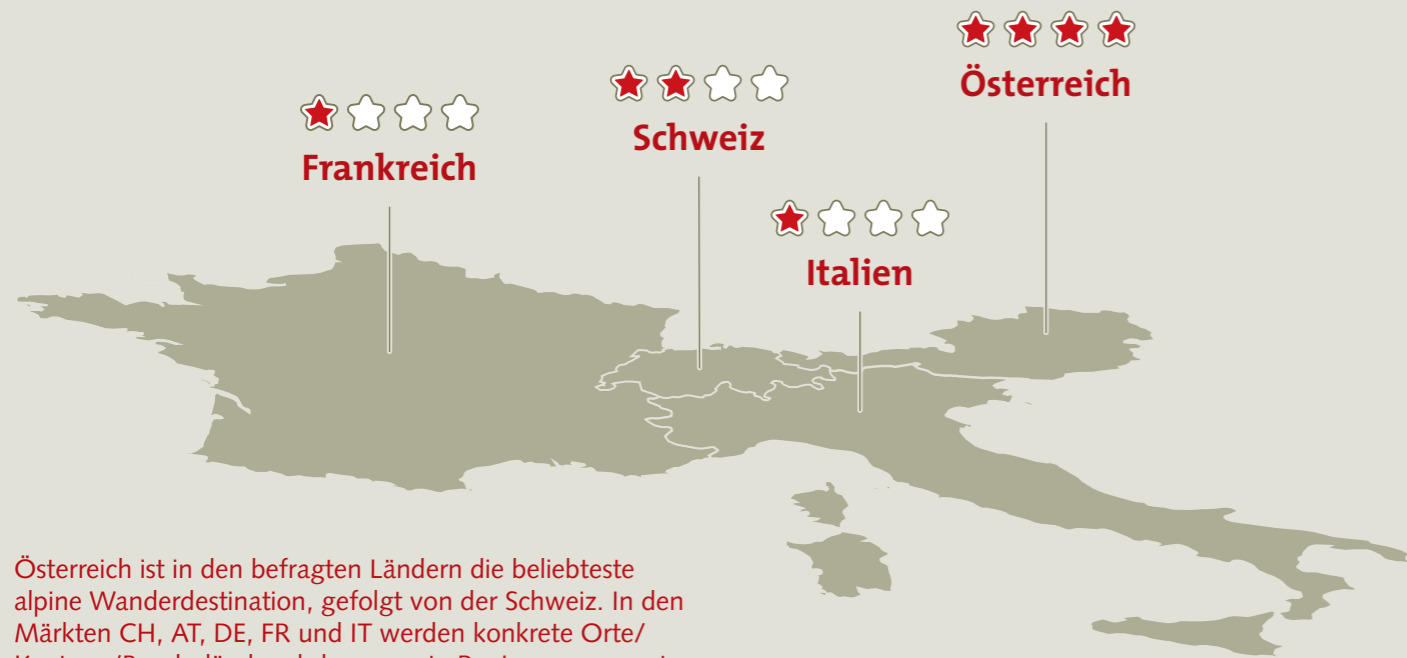 Österreich
Schweiz
Frankreich
Italien
Österreich ist in den befragten Ländern die beliebteste
alpine Wanderdestination, gefolgt von der Schweiz. In den
Märkten CH, AT, DE, FR und IT werden konkrete Orte/